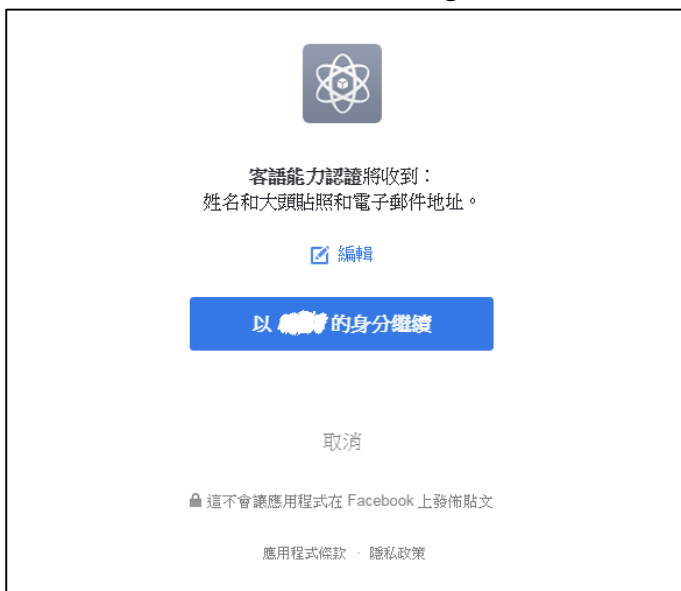 客語能力認證將收到：
姓名和大頭貼照和電子郵件地址。
編輯
以 的身分繼續
取消
這不會讓應用程式在 Facebook 上發佈貼文
應用程式條款 · 隱私政策